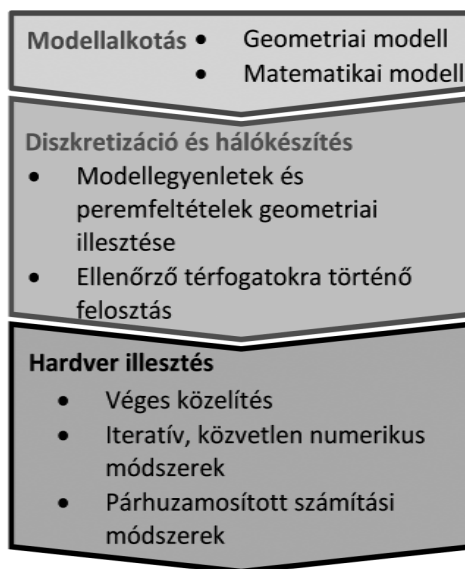 Modellalkotás • Geometriai modell
• Matematikai modell
Diszkretizáció és hálókészítés
• Modellegyenletek és
peremfeltételek geometriai
illesztése
• Ellenőrző térfogatokra történő
felosztás
Hardver illesztés
• Véges közelítés
• Iteratív, közvetlen numerikus
módszerek
• Párhuzamosított számítási
módszerek